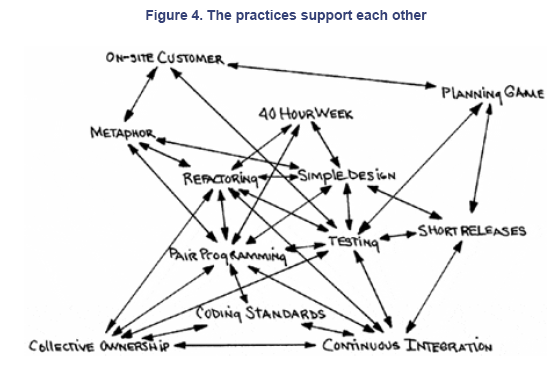 Figure 4. The practices support each other
ON-SITE CUSTOMER
PLANNING GAME
40 HOUR WEEK
METAPHOR
REFACTORING
SIMPLE DESIGN
SHORT RELEASES
TESTING
PAIR PROGRAMMING
CODING STANDARDS
COLLECTIVE OWNERSHIP
CONTINUOUS INTEGRATION